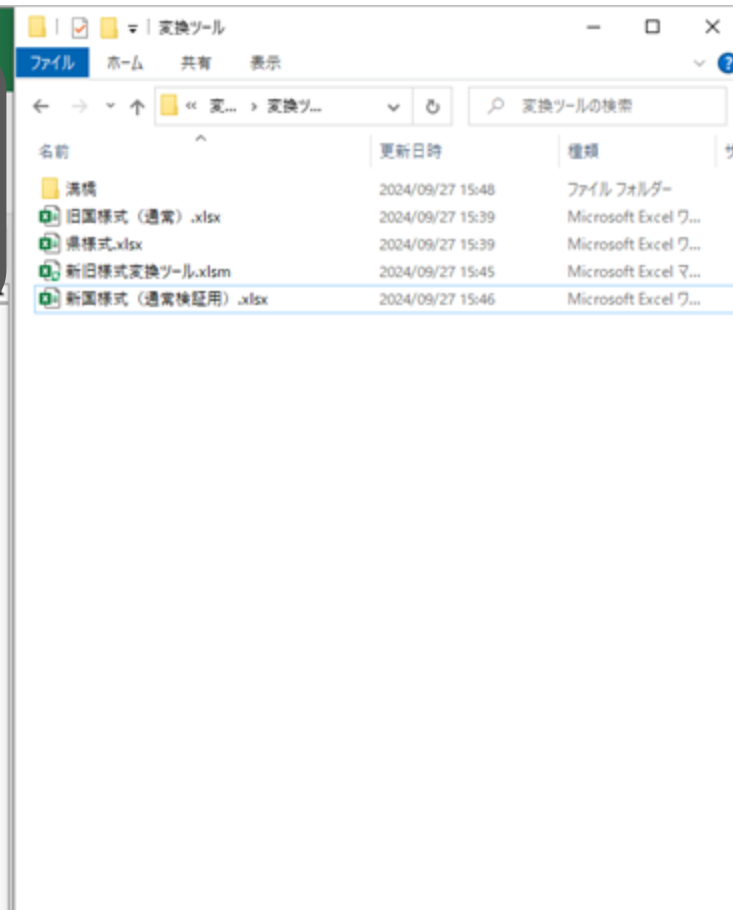 変換ツール
ファイル ホーム 共有 表示
変... 変換ツ... 変換ツールの検索
名前 更新日時 種類 サ
溝橋 2024/09/27 15:48 ファイル フォルダー
旧国様式（通常）.xlsx 2024/09/27 15:39 Microsoft Excel ワ...
県様式.xlsx 2024/09/27 15:39 Microsoft Excel ワ...
新旧様式変換ツール.xlsm 2024/09/27 15:45 Microsoft Excel マ...
新国様式（通常検証用）.xlsx 2024/09/27 15:46 Microsoft Excel ワ...